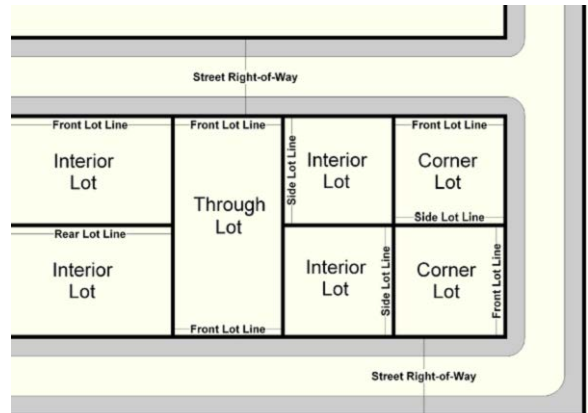 Street Right-of-Way
Front Lot Line
Front Lot Line
Front Lot Line
Interior
Lot
Through
Lot
Side Lot Line
Interior
Lot
Corner
Lot
Side Lot Line
Rear Lot Line
Interior
Lot
Interior
Lot
Side Lot Line
Corner
Lot
Front Lot Line
Front Lot Line
Street Right-of-Way